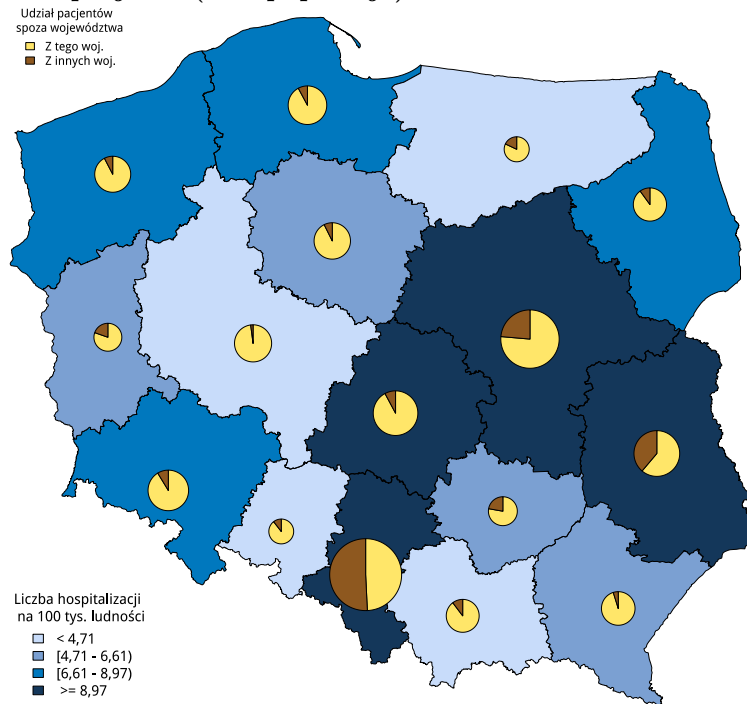 Udział pacjentów
spoza województwa
Z tego woj.
Z innych woj.
Liczba hospitalizacji
na 100 tys. ludności
< 4,71
[4,71 - 6,61)
[6,61 - 8,97)
>= 8,97